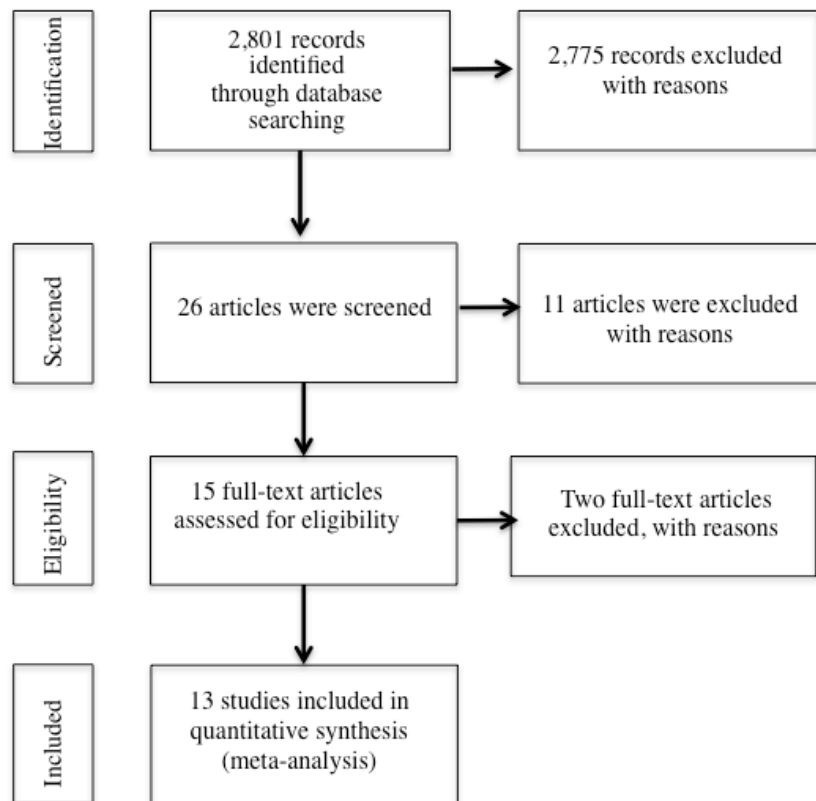 Identification
2,801 records
identified
through database
searching
2,775 records excluded
with reasons
Screened
26 articles were screened
11 articles were excluded
with reasons
Eligibility
15 full-text articles
assessed for eligibility
Two full-text articles
excluded, with reasons
Included
13 studies included in
quantitative synthesis
(meta-analysis)